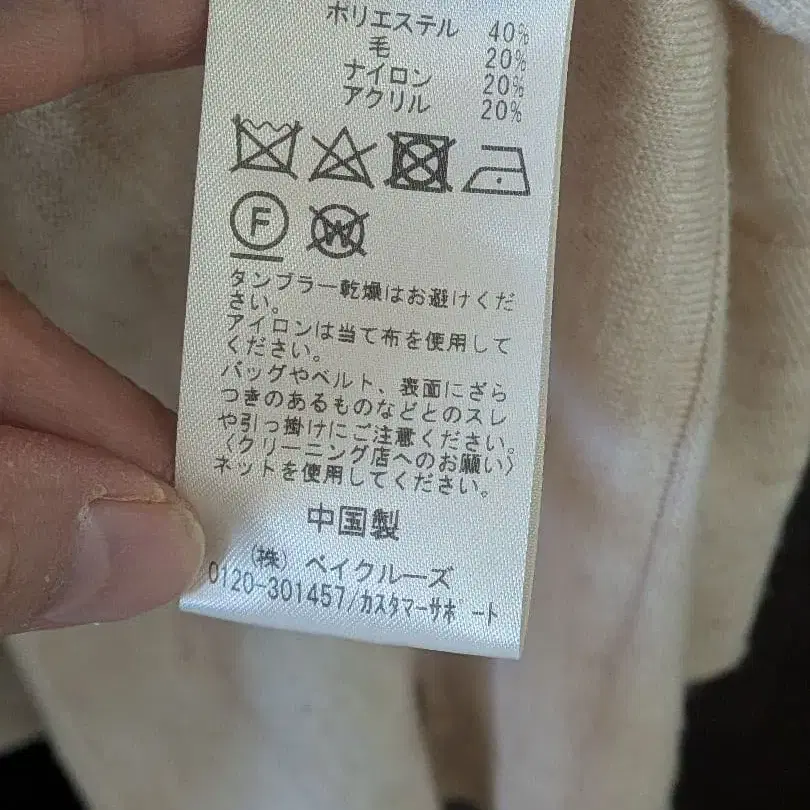 ポリエステル 40%
毛 20%
ナイロン 20%
アクリル 20%
F
W
タンブラー乾燥はお避けくだ
さい。
アイロンは当て布を使用して
ください。
バッグやベルト、表面にざら
つきのあるものなどとのスレ
や引っ掛けにご注意ください。
〈クリーニング店へのお願い〉
ネットを使用してください。
中国製
(株) ベイクルーズ
0120-301457/カスタマーサポート